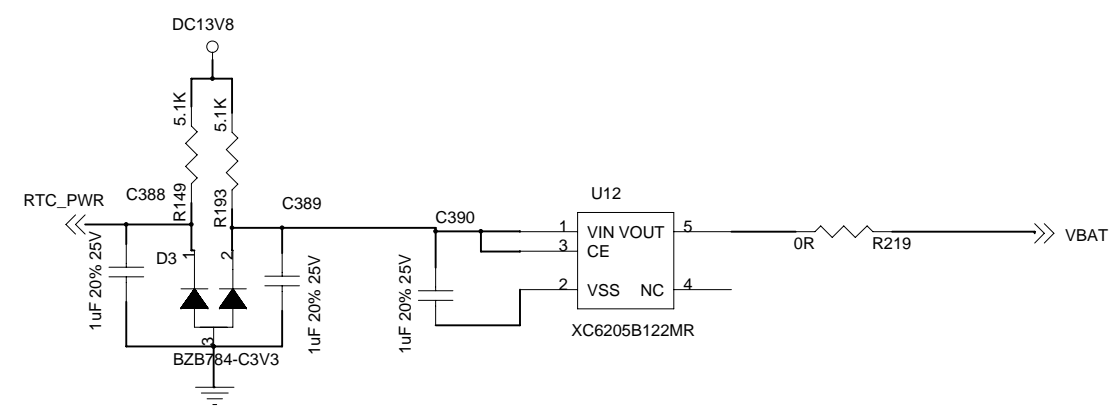 DC13V8
5.1K
5.1K
R149
R193
RTC_PWR
C388
C389
C390
1uF 20% 25V
D3
1
2
3
BZB784-C3V3
1uF 20% 25V
1uF 20% 25V
U12
1
VIN
VOUT
5
3
CE
2
VSS
NC
4
XC6205B122MR
0R
R219
VBAT